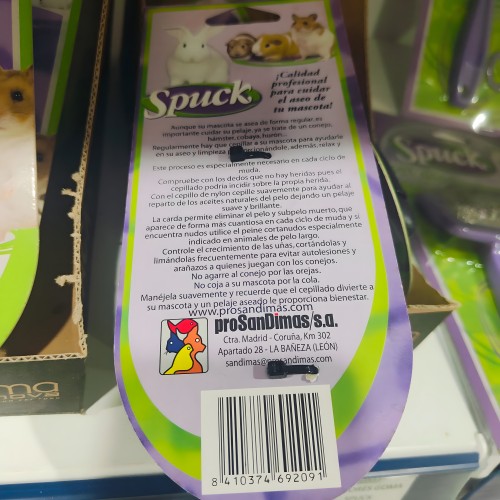 ¡Calidad
profesional
para cuidar
el aseo de
tu mascota!
Spuck
Aunque su mascota se asea de forma regular, es
importante cuidar su pelaje, ya se trate de un conejo,
hámster, cobaya, huron...
Regularmente hay que cepillar a su mascota para ayudarle
en su aseo y limpieza además, relax y
Este proceso es especialmente necesario en cada ciclo de
muda.
Compruebe con los dedos que no hay heridas pues el
cepillado podría incidir sobre la propia herida.
Con el cepillo de nylon cepille suavemente para ayudar al
reparto de los aceites naturales del pelo dejando un pelaje
suave y brillante.
La carda permite eliminar el pelo y subpelo muerto, que
aparece de forma más cuantiosa en cada ciclo de muda y si
encuentra nudos utilice el peine cortanudos especialmente
indicado en animales de pelo largo.
Controle el crecimiento de las uñas, cortándolas y
limándolas frecuentemente para evitar autolesiones y
arañazos a quienes juegan con los conejos.
No agarre al conejo por las orejas.
No coja a su mascota por la cola.
Manéjela suavemente y recuerde que el cepillado divierte a
su mascota y un pelaje aseado le proporciona bienestar.
www.prosandimas.com
proSanDimas/s.a.
Ctra. Madrid - Coruña, Km 302
Apartado 28 - LA BAÑEZA (LEÓN)
sandimas@prosandimas.com
8 410374 692091
Spuck